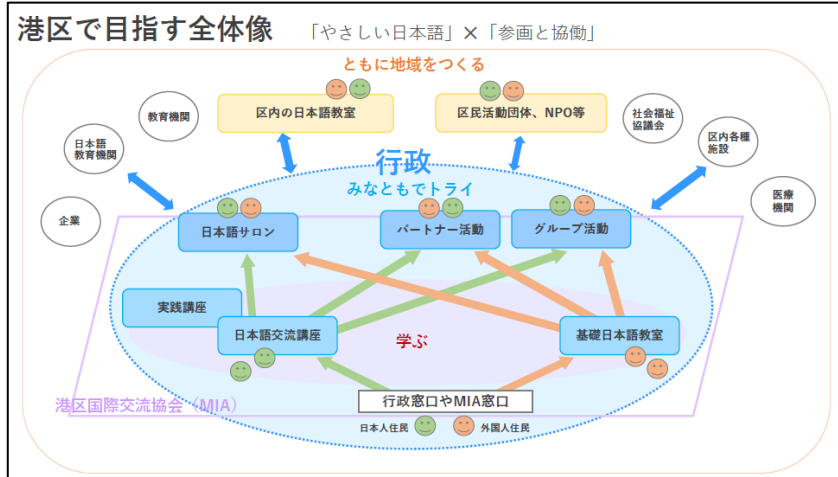 港区で目指す全体像 「やさしい日本語」×「参画と協働」
ともに地域をつくる
教育機関
区内の日本語教室
区民活動団体、NPO等
社会福祉
協議会
日本語
教育機関
区内各種
施設
行政
みなともでトライ
企業
医療
機関
日本語サロン
パートナー活動
グループ活動
実践講座
日本語交流講座
学ぶ
基礎日本語教室
行政窓口やMIA窓口
港区国際交流協会（MIA）
日本人住民
外国人住民